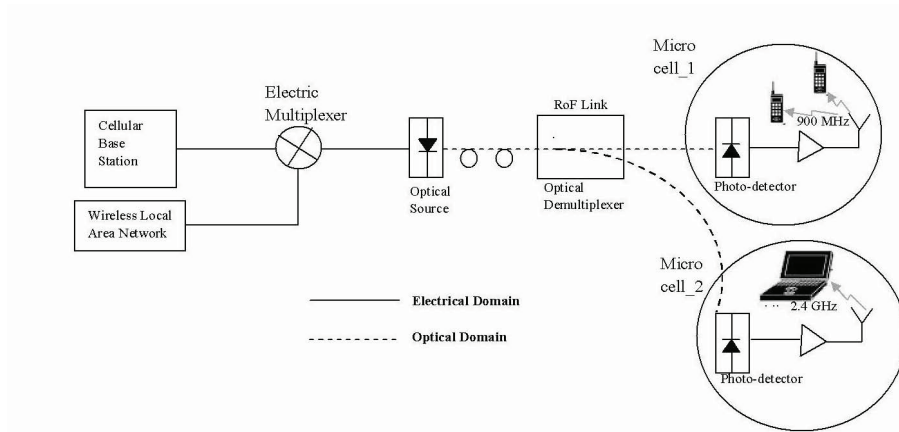 Micro
cell_1
Electric
Multiplexer
RoF Link
900 MHz
Cellular
Base
Station
Optical
Source
Optical
Demultiplexer
Photo-detector
Wireless Local
Area Network
Micro
cell_2
2.4 GHz
Electrical Domain
Optical Domain
Photo-detector